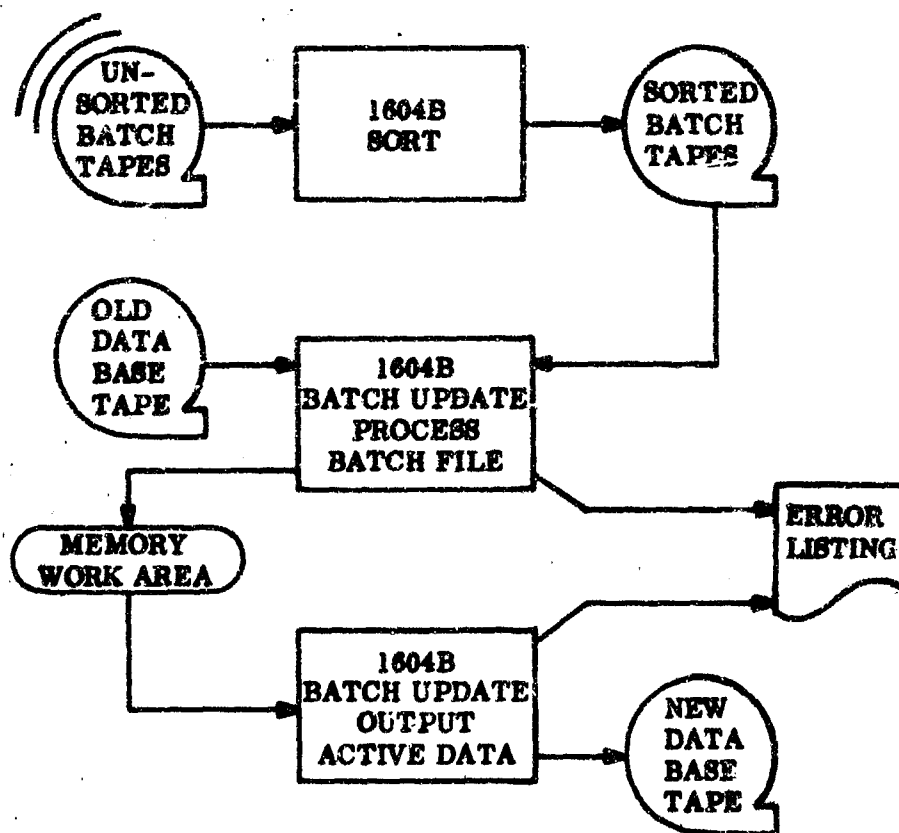 UN-
SORTED
BATCH
TAPES
1604B
SORT
SORTED
BATCH
TAPES
OLD
DATA
BASE
TAPE
1604B
BATCH UPDATE
PROCESS
BATCH FILE
MEMORY
WORK AREA
ERROR
LISTING
1604B
BATCH UPDATE
OUTPUT
ACTIVE DATA
NEW
DATA
BASE
TAPE